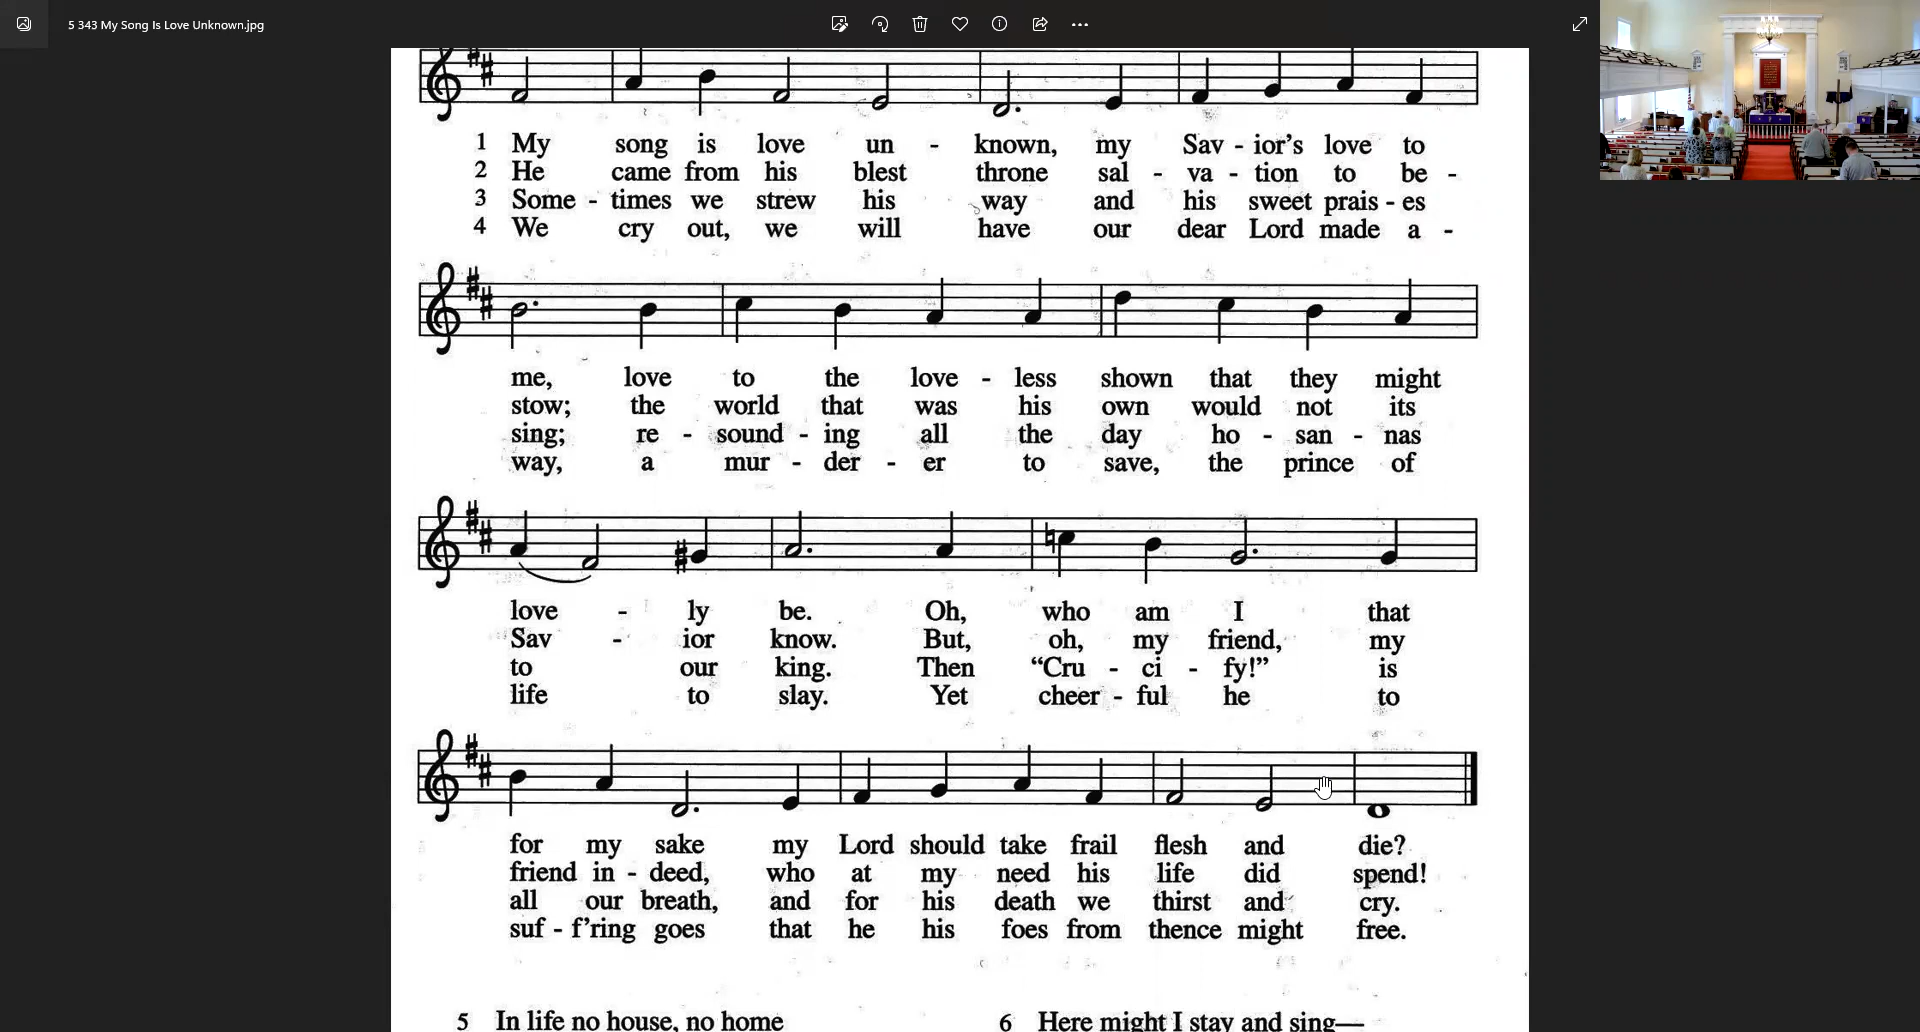 5 343 My Song Is Love Unknown.jpg
1 My song is love un - known, my Sav - ior's love to
2 He came from his blest throne sal - va - tion to be -
3 Some - times we strew his way and his sweet prais - es
4 We cry out, we will have our dear Lord made a -
me, love to the love - less shown that they might
stow; the world that was his own would not its
sing; re - sound - ing all the day ho - san - nas
way, a mur - der - er to save, the prince of
love - ly be. Oh, who am I that
Sav - ior know. But, oh, my friend, my
to our king. Then “Cru - ci - fy!” is
life to slay. Yet cheer - ful he to
for my sake my Lord should take frail flesh and die?
friend in - deed, who at my need his life did spend!
all our breath, and for his death we thirst and cry.
suf - f'ring goes that he his foes from thence might free.
5 In life no house, no home
6 Here might I stay and sing—